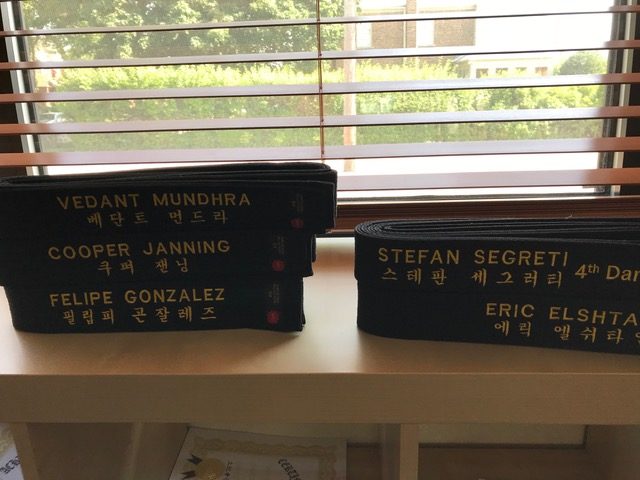 VEDANT MUNDHRA
베단트 먼드라
COOPER JANNING
쿠퍼 잰닝
FELIPE GONZALEZ
필립피 곤잘레즈
STEFAN SEGRETI
스테판 세그러티 4th Dan
ERIC ELSHTA
에릭 엘쉬타